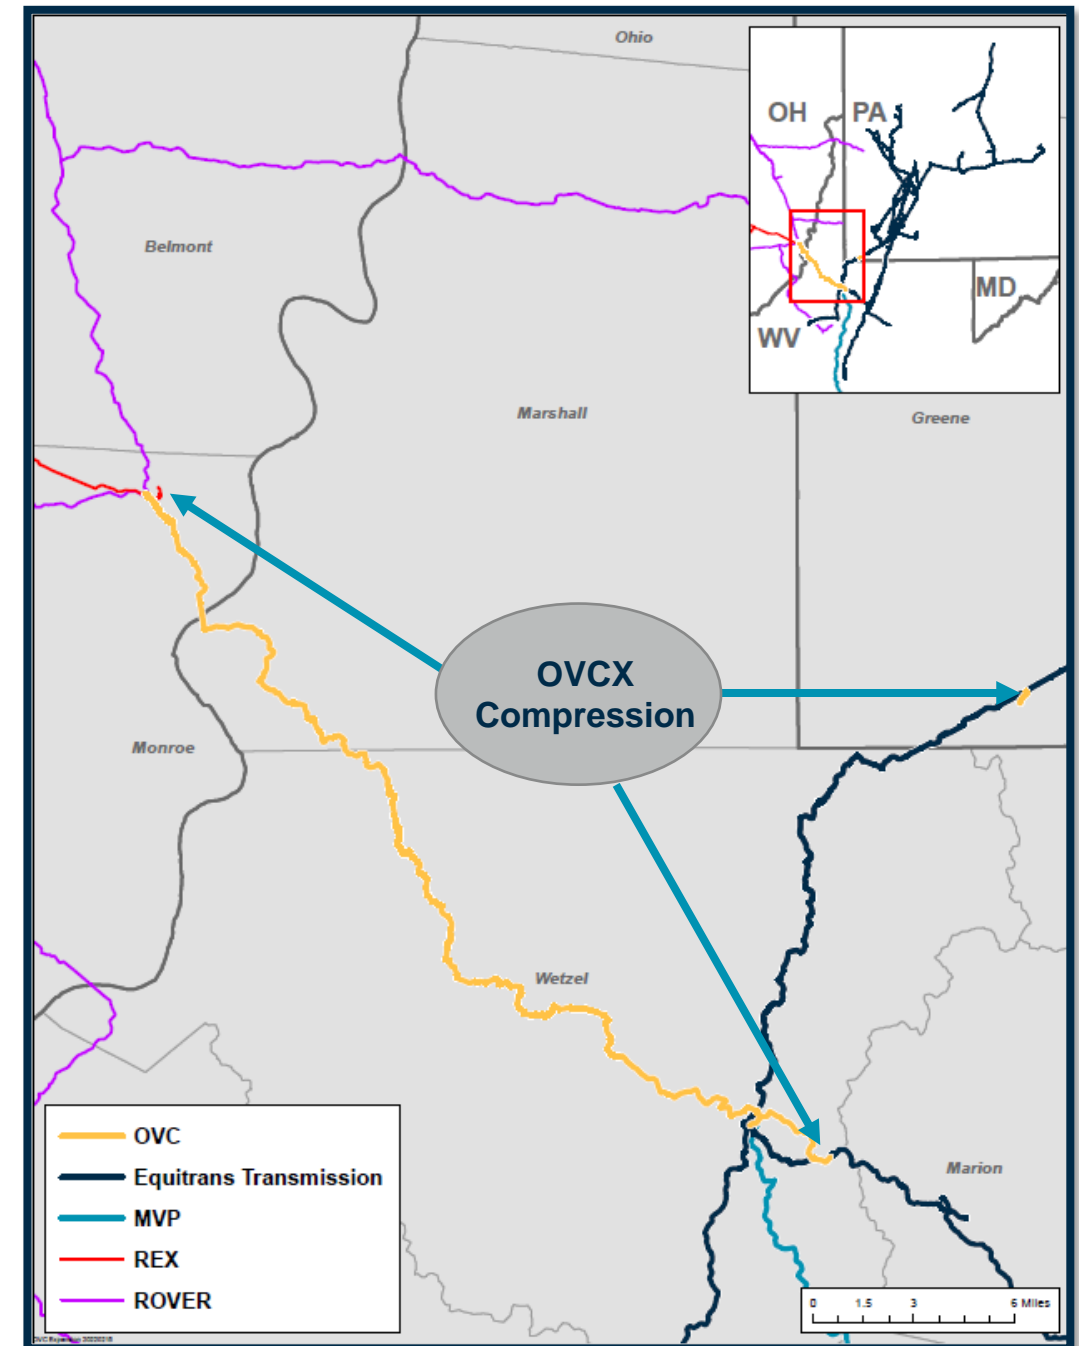 Ohio
OH
PA
MD
WV
Belmont
Marshall
Greene
OVCX
Compression
Monroe
Wetzel
Marion
OVC
Equitrans Transmission
MVP
REX
ROVER
0 1.5 3 6 Miles